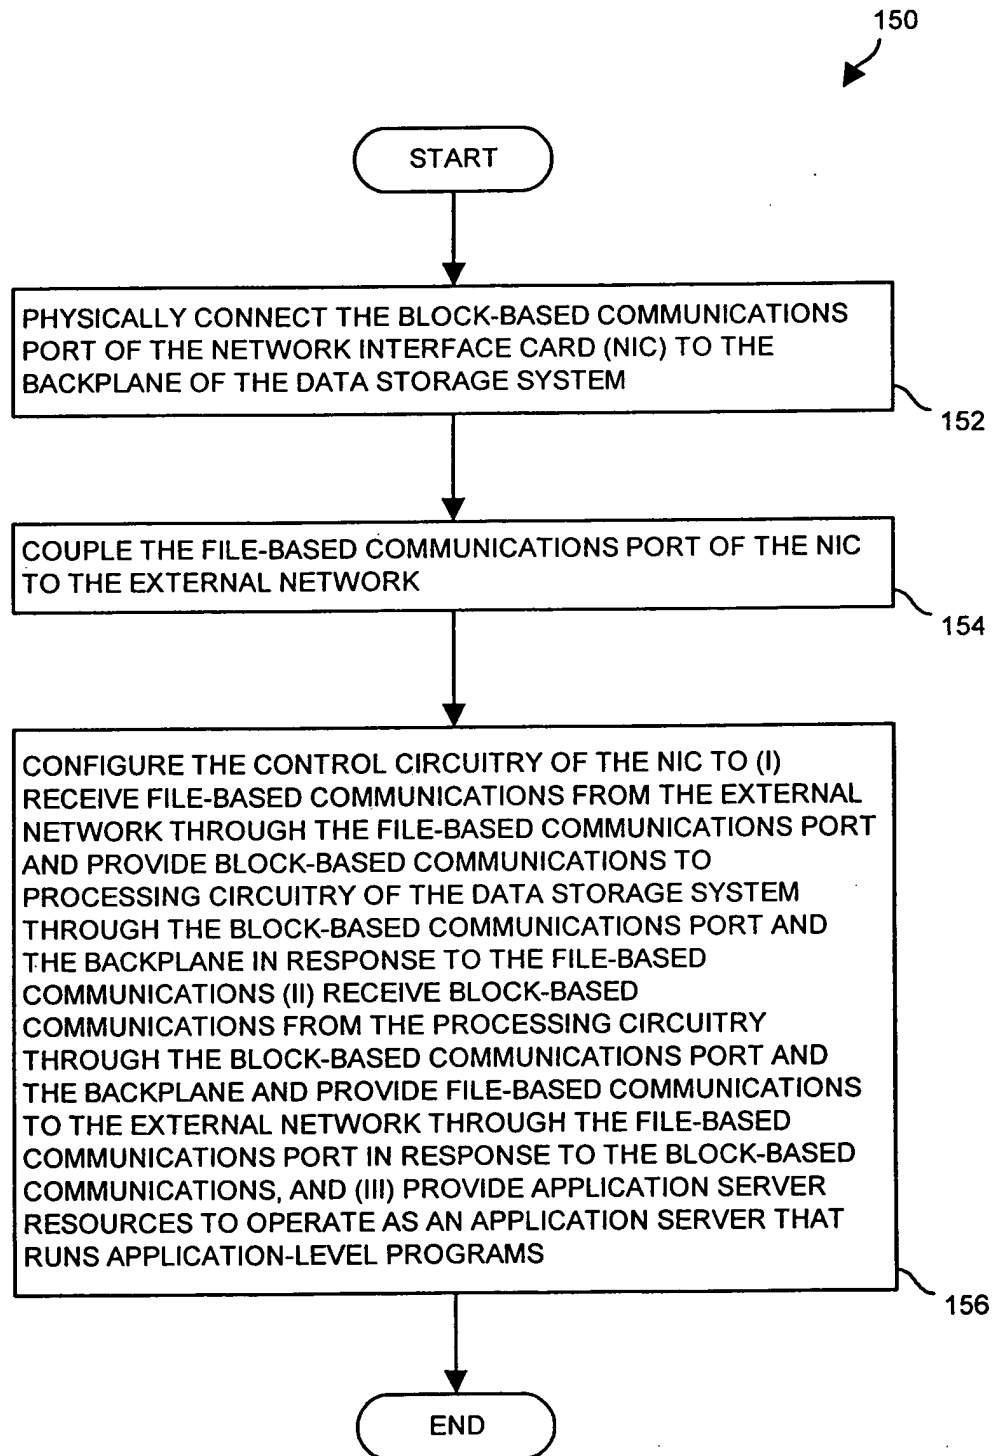 150
START
PHYSICALLY CONNECT THE BLOCK-BASED COMMUNICATIONS
PORT OF THE NETWORK INTERFACE CARD (NIC) TO THE
BACKPLANE OF THE DATA STORAGE SYSTEM
152
COUPLE THE FILE-BASED COMMUNICATIONS PORT OF THE NIC
TO THE EXTERNAL NETWORK
154
CONFIGURE THE CONTROL CIRCUITRY OF THE NIC TO (I)
RECEIVE FILE-BASED COMMUNICATIONS FROM THE EXTERNAL
NETWORK THROUGH THE FILE-BASED COMMUNICATIONS PORT
AND PROVIDE BLOCK-BASED COMMUNICATIONS TO
PROCESSING CIRCUITRY OF THE DATA STORAGE SYSTEM
THROUGH THE BLOCK-BASED COMMUNICATIONS PORT AND
THE BACKPLANE IN RESPONSE TO THE FILE-BASED
COMMUNICATIONS (II) RECEIVE BLOCK-BASED
COMMUNICATIONS FROM THE PROCESSING CIRCUITRY
THROUGH THE BLOCK-BASED COMMUNICATIONS PORT AND
THE BACKPLANE AND PROVIDE FILE-BASED COMMUNICATIONS
TO THE EXTERNAL NETWORK THROUGH THE FILE-BASED
COMMUNICATIONS PORT IN RESPONSE TO THE BLOCK-BASED
COMMUNICATIONS, AND (III) PROVIDE APPLICATION SERVER
RESOURCES TO OPERATE AS AN APPLICATION SERVER THAT
RUNS APPLICATION-LEVEL PROGRAMS
156
END